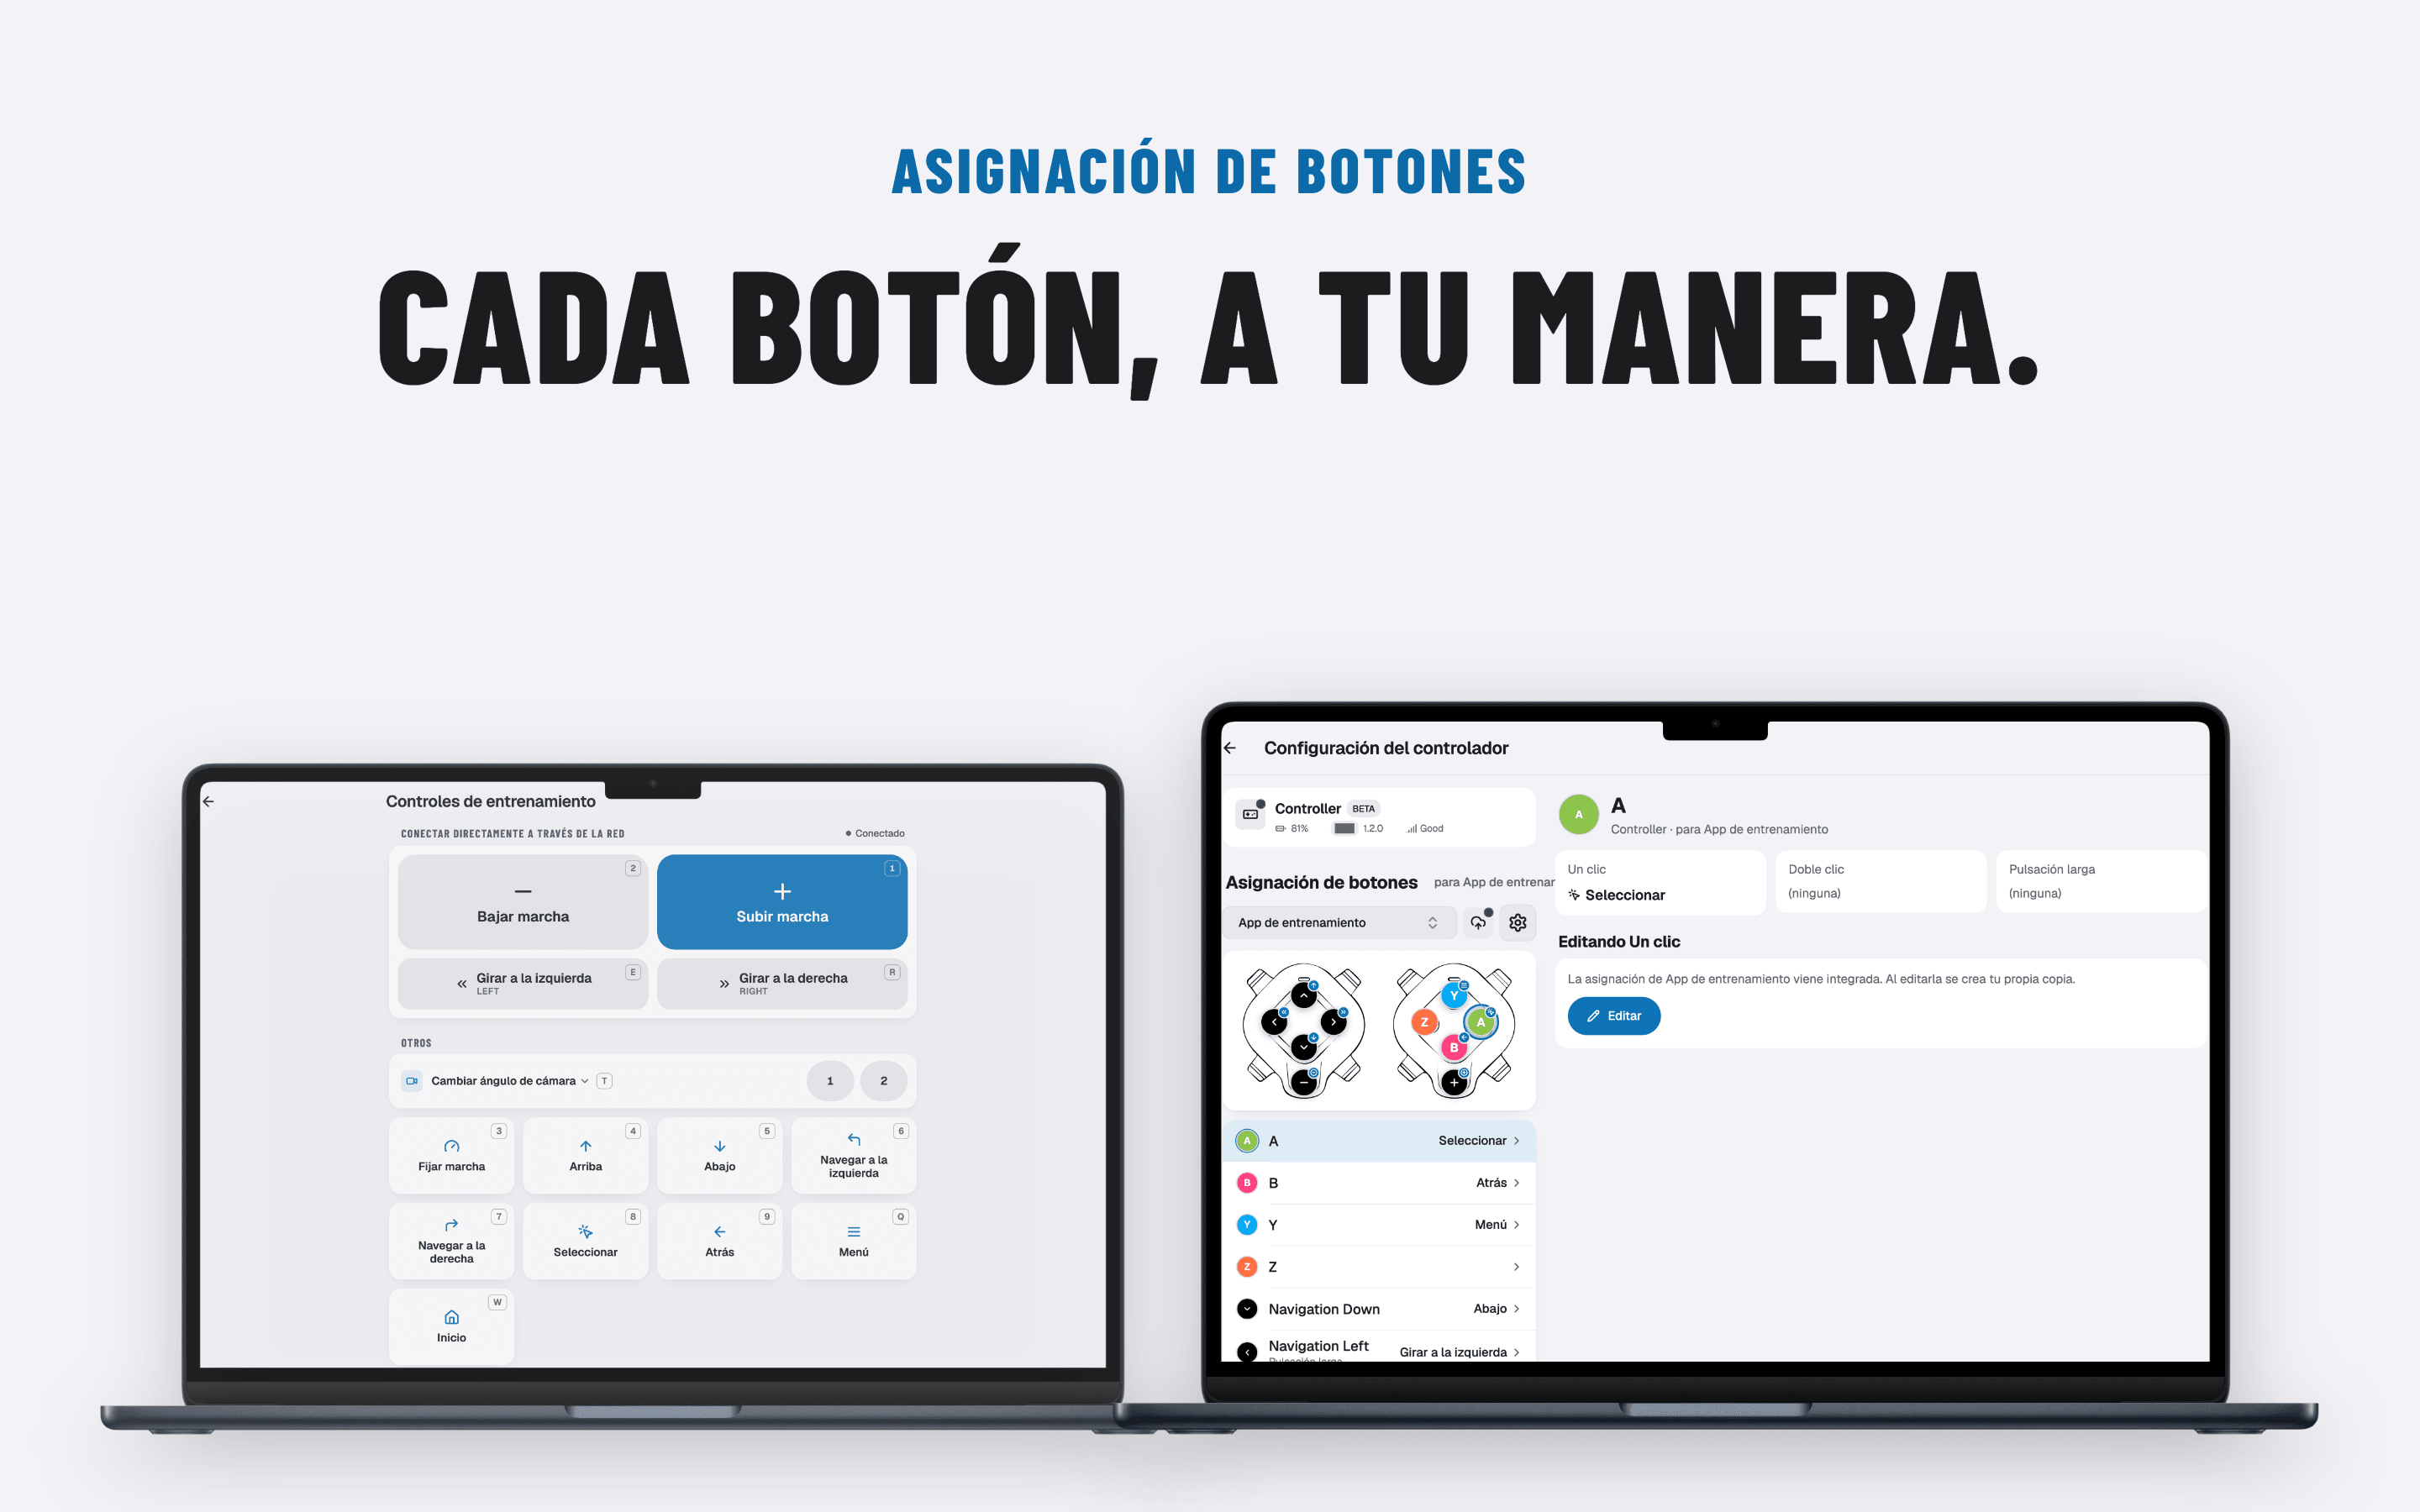 ASIGNACIÓN DE BOTONES
CADA BOTÓN, A TU MANERA.
Controles de entrenamiento
CONECTAR DIRECTAMENTE A TRAVÉS DE LA RED
Conectado
2
Bajar marcha
1
Subir marcha
E
Girar a la izquierda
LEFT
R
Girar a la derecha
RIGHT
OTROS
Cambiar ángulo de cámara T
1
2
3
Fijar marcha
4
Arriba
5
Abajo
6
Navegar a la
izquierda
7
Navegar a la
derecha
8
Seleccionar
9
Atrás
Q
Menú
W
Inicio
Configuración del controlador
Controller BETA
81% 1.2.0 Good
Asignación de botones para App de entrenar
App de entrenamiento
Y
Z
A
B
A A Seleccionar
B B Atrás
Y Y Menú
Z Z
Navigation Down Abajo
Navigation Left Girar a la izquierda
Pulsación larga
A
A
Controller · para App de entrenamiento
Un clic
Seleccionar
Doble clic
(ninguna)
Pulsación larga
(ninguna)
Editando Un clic
La asignación de App de entrenamiento viene integrada. Al editarla se crea tu propia copia.
Editar